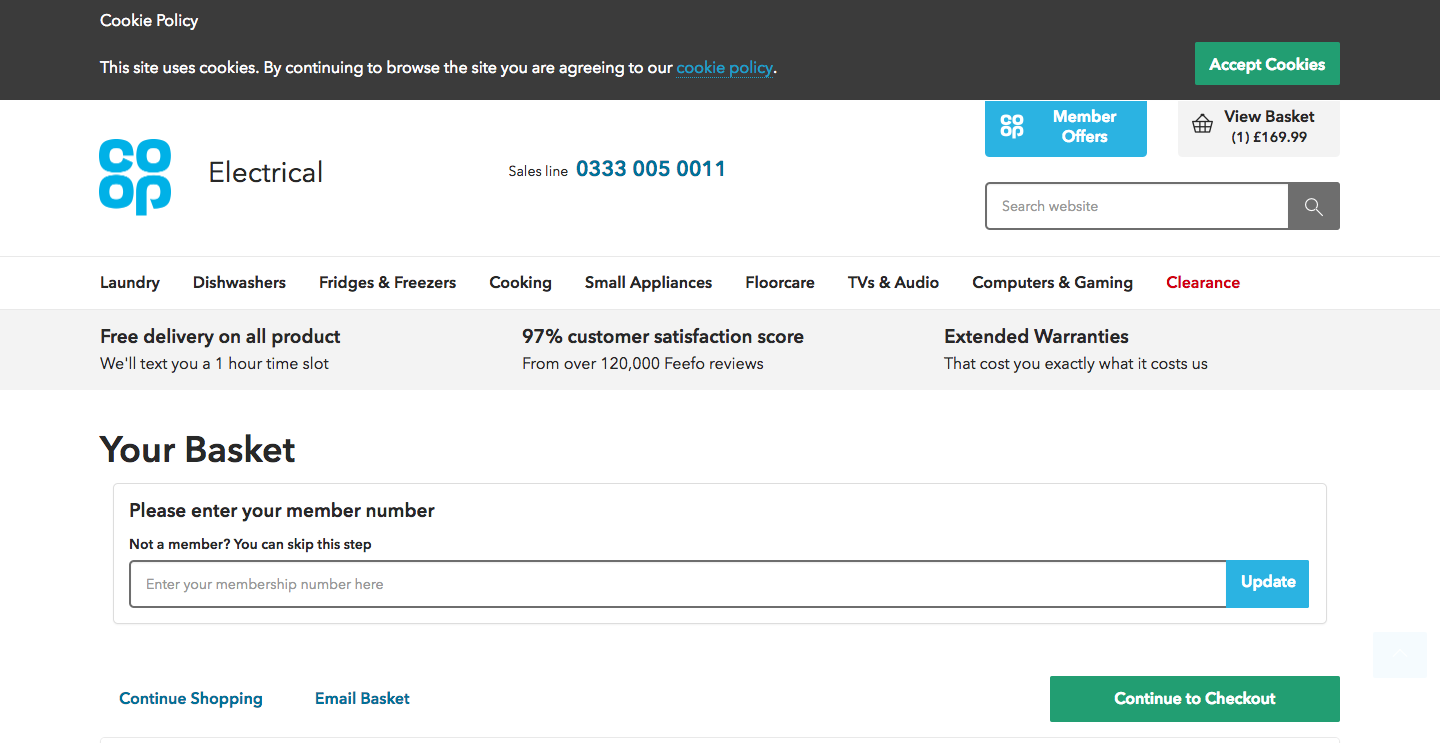 Cookie Policy
This site uses cookies. By continuing to browse the site you are agreeing to our cookie policy.
Accept Cookies
co
op
Electrical
Sales line 0333 005 0011
co
op
Member
Offers
View Basket
(1) £169.99
Search website
Laundry Dishwashers Fridges & Freezers Cooking Small Appliances Floorcare TVs & Audio Computers & Gaming Clearance
Free delivery on all product
We'll text you a 1 hour time slot
97% customer satisfaction score
From over 120,000 Feefo reviews
Extended Warranties
That cost you exactly what it costs us
Your Basket
Please enter your member number
Not a member? You can skip this step
Enter your membership number here
Update
Continue Shopping
Email Basket
Continue to Checkout